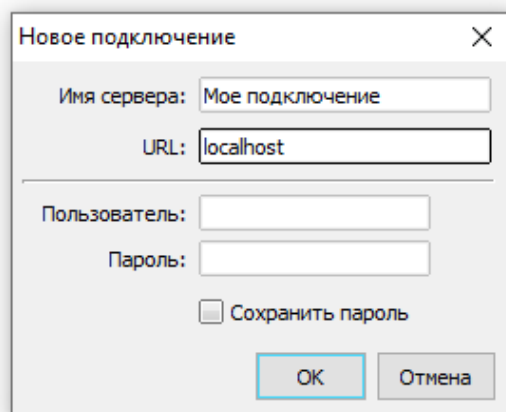 Новое подключение
Имя сервера: Мое подключение
URL: localhost
Пользователь:
Пароль:
Сохранить пароль
OK Отмена